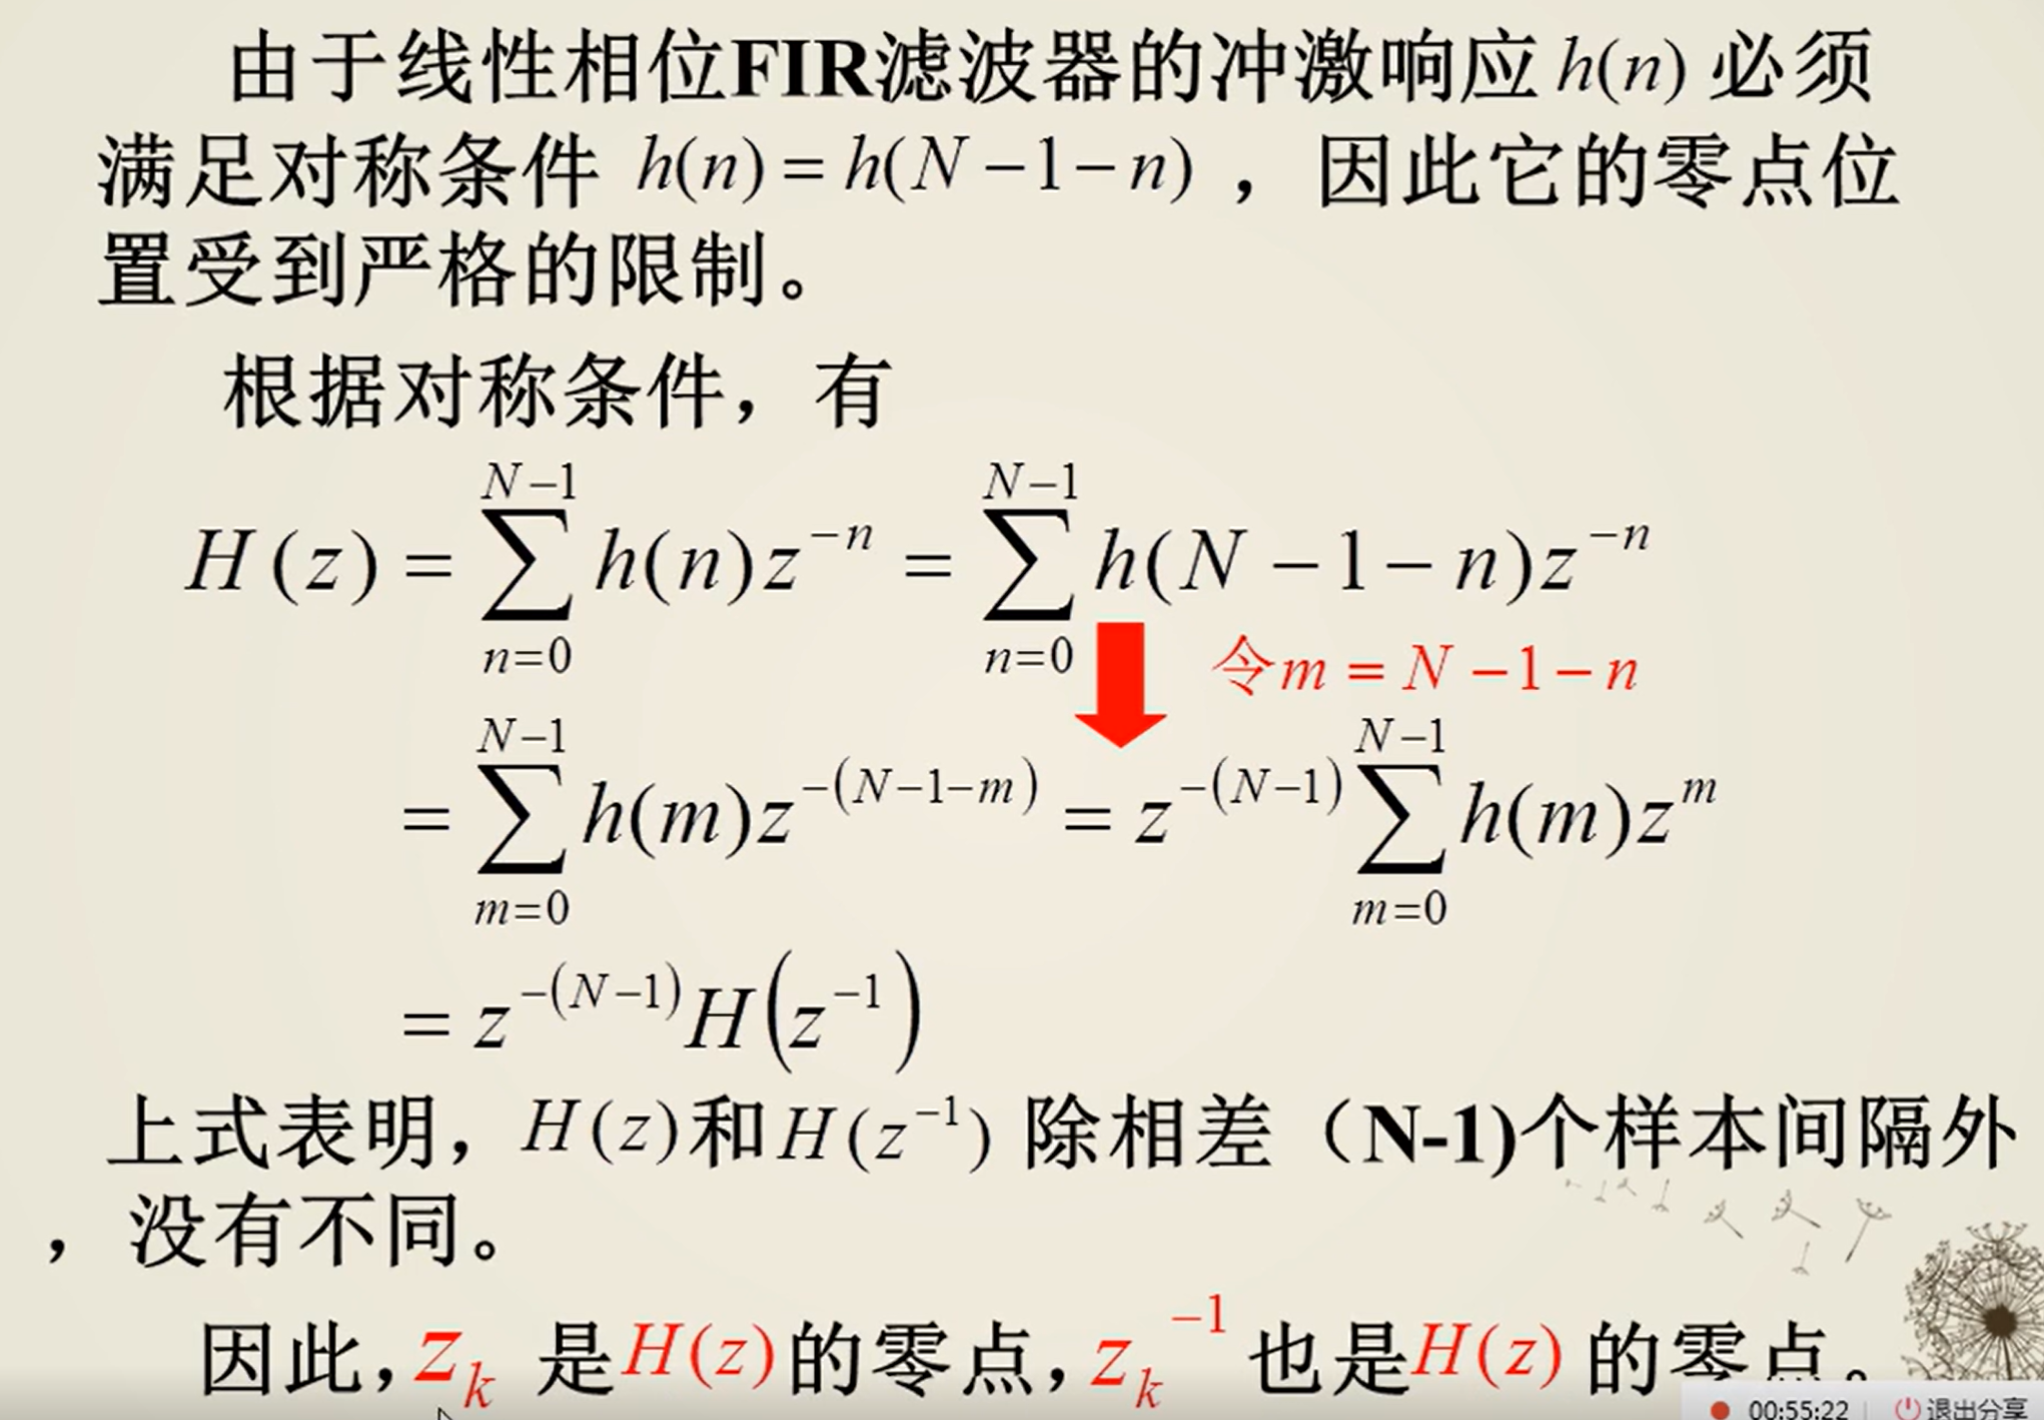 由于线性相位FIR滤波器的冲激响应 h(n) 必须
满足对称条件 h(n) = h(N－1－n) ，因此它的零点位
置受到严格的限制。
根据对称条件，有
H(z) = \sum_{n=0}^{N-1} h(n)z^{-n} = \sum_{n=0}^{N-1} h(N-1-n)z^{-n}
令m = N－1－n
= \sum_{m=0}^{N-1} h(m)z^{-(N-1-m)} = z^{-(N-1)} \sum_{m=0}^{N-1} h(m)z^{m}
= z^{-(N-1)} H(z^{-1})
上式表明，H(z)和H(z^{-1}) 除相差（N-1)个样本间隔外
，没有不同。
因此，z_k 是H(z)的零点，z_k^{-1} 也是H(z) 的零点。
00:55:22 退出分享